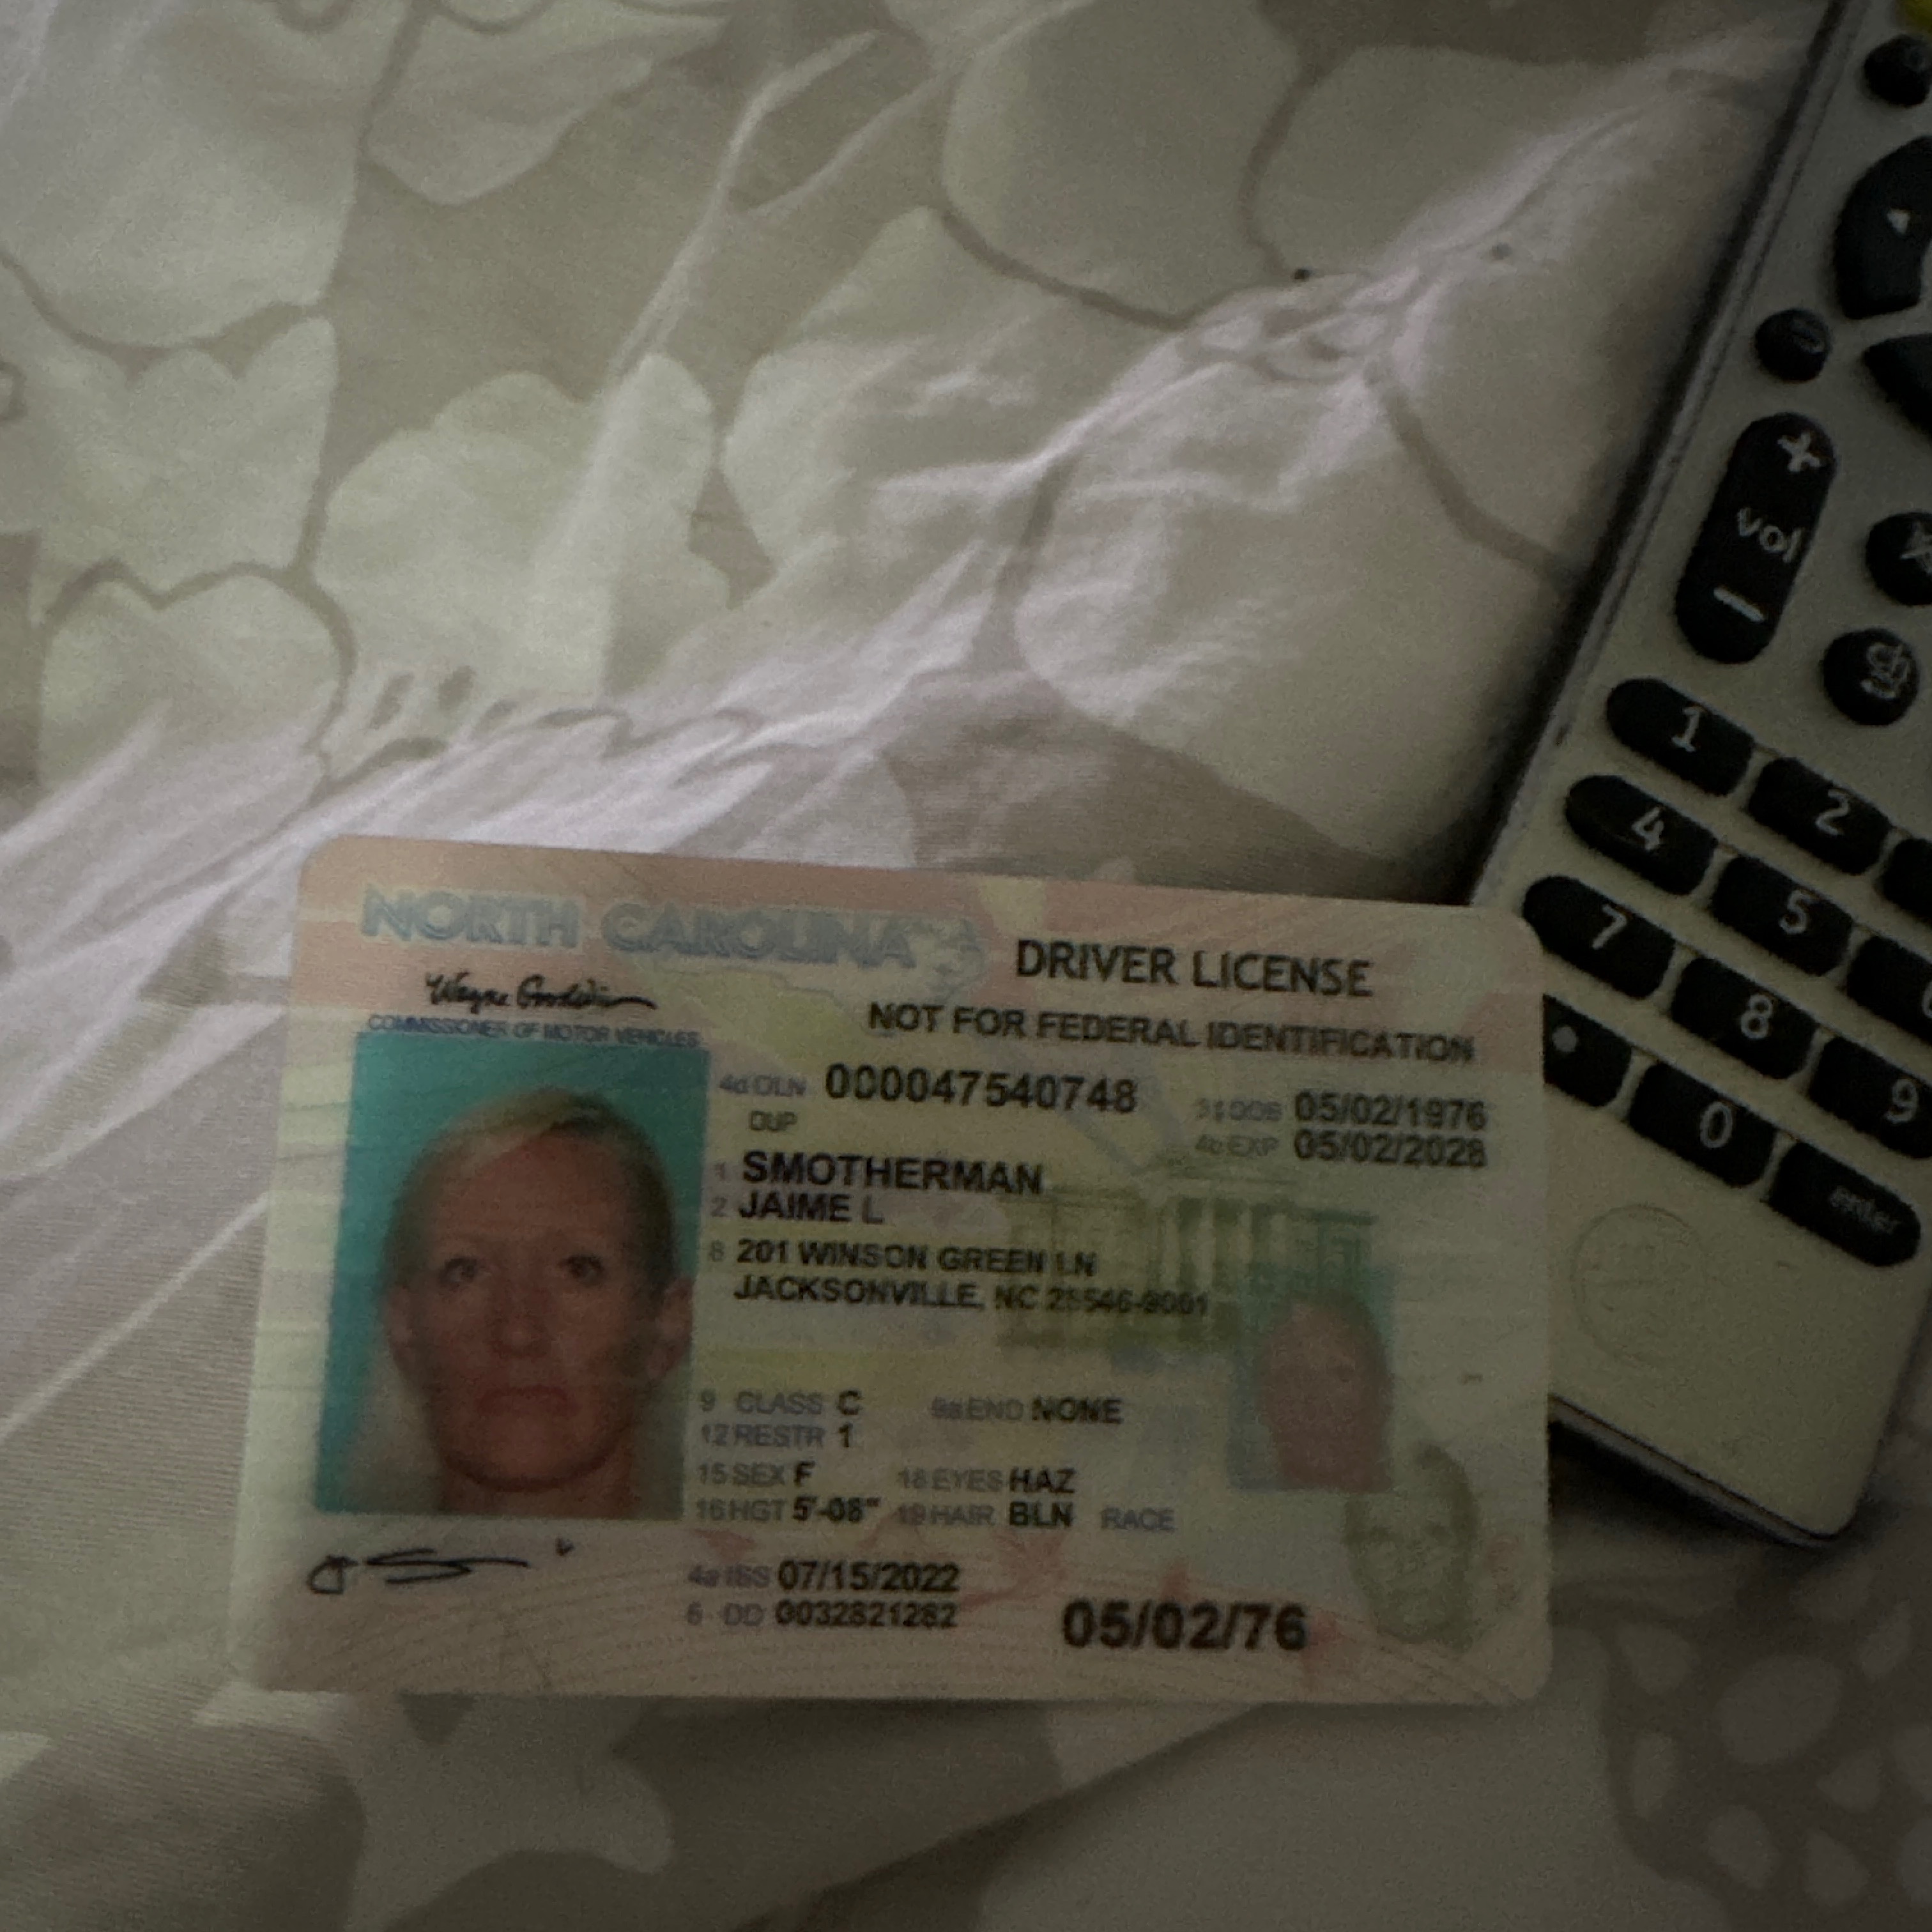 NORTH CAROLINA DRIVER LICENSE
Wayne Goodwin
COMMISSIONER OF MOTOR VEHICLES
NOT FOR FEDERAL IDENTIFICATION
4d DLN 000047540748
DUP
3 DOB 05/02/1976
4b EXP 05/02/2028
1 SMOTHERMAN
2 JAIME L
8 201 WINSON GREEN LN
JACKSONVILLE, NC
9 CLASS C 9a END NONE
12 RESTR 1
15 SEX F 18 EYES HAZ
16 HGT 5'-08" 19 HAIR BLN RACE
4a ISS 07/15/2022
5 DD 0032821282
05/02/76
+
vol
−
1 2
4 5
7 8 9
0 enter